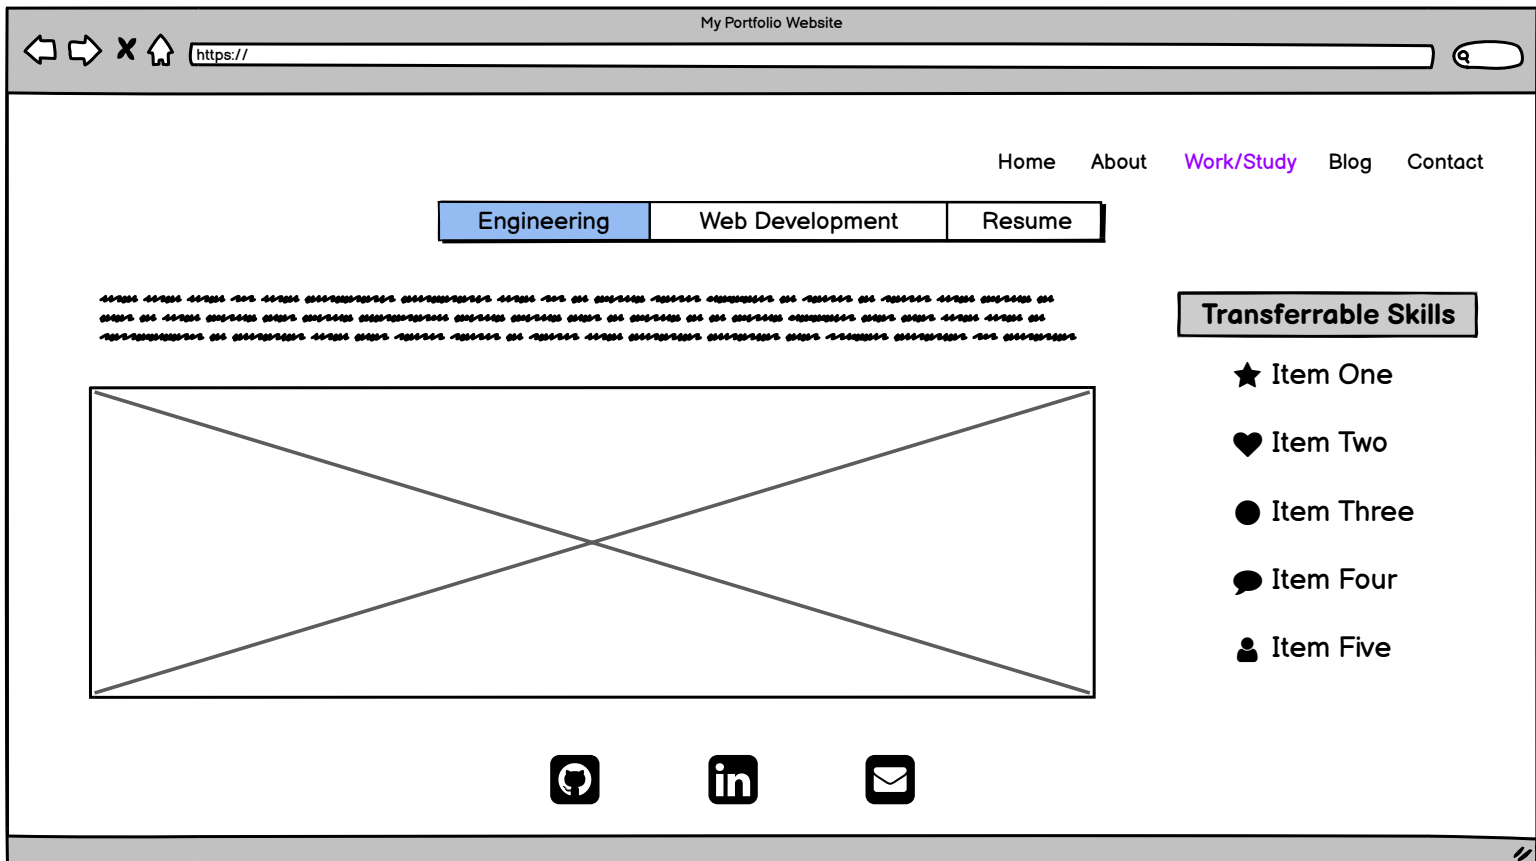 My Portfolio Website
https://
Home About Work/Study Blog Contact
Engineering Web Development Resume
Transferrable Skills
Item One
Item Two
Item Three
Item Four
Item Five
in